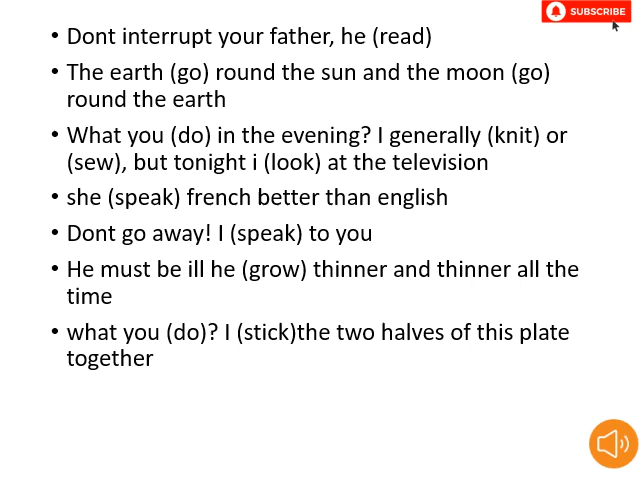 SUBSCRIBE
• Dont interrupt your father, he (read)
• The earth (go) round the sun and the moon (go)
round the earth
• What you (do) in the evening? I generally (knit) or
(sew), but tonight i (look) at the television
• she (speak) french better than english
• Dont go away! I (speak) to you
• He must be ill he (grow) thinner and thinner all the
time
• what you (do)? I (stick)the two halves of this plate
together